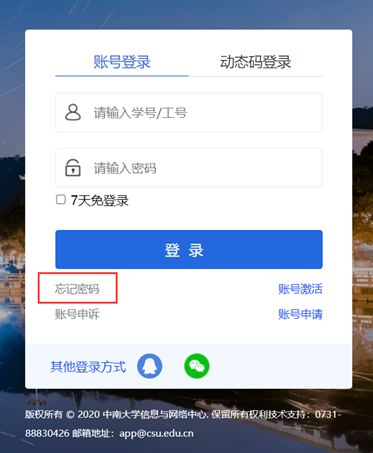 账号登录 动态码登录
请输入学号/工号
请输入密码
7天免登录
登 录
忘记密码 账号激活
账号申诉 账号申请
其他登录方式
版权所有 © 2020 中南大学信息与网络中心. 保留所有权利技术支持：0731-
88830426 邮箱地址：app@csu.edu.cn